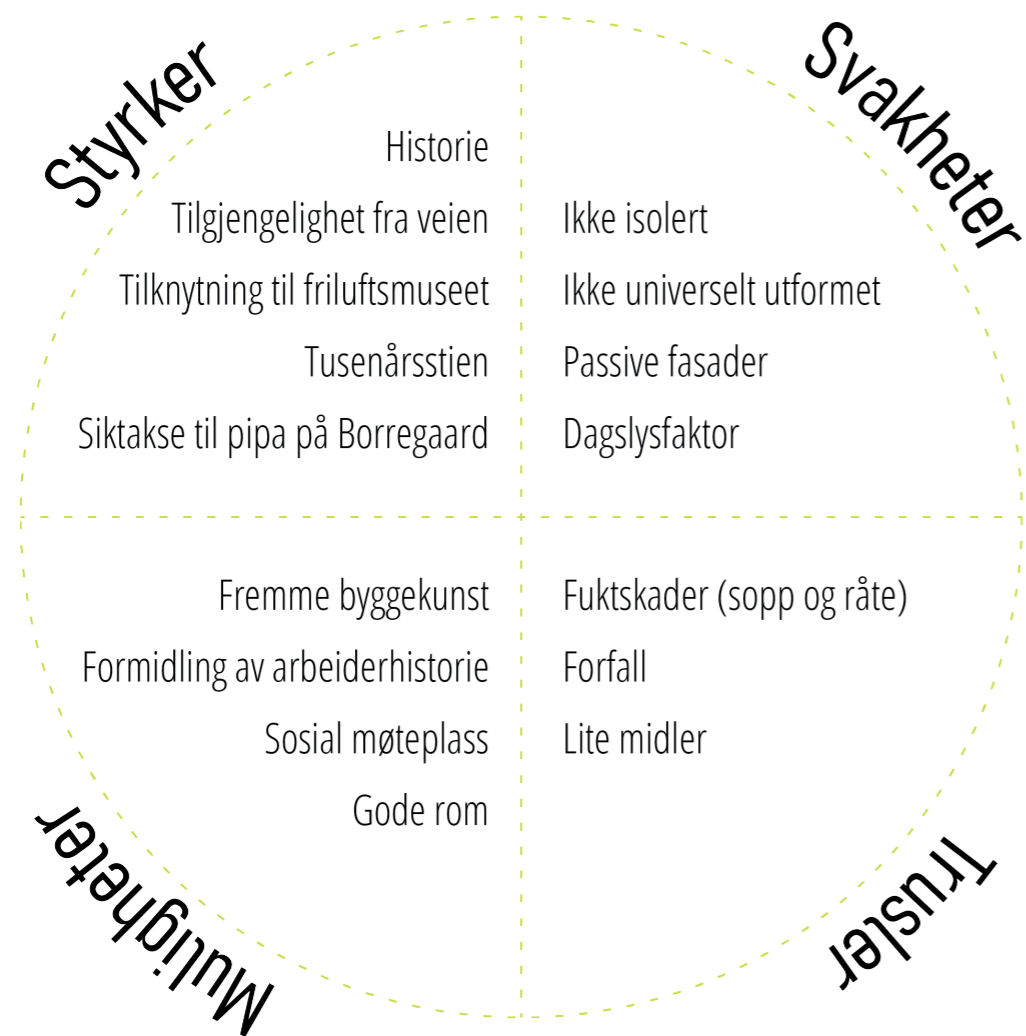 Styrker
Historie
Tilgjengelighet fra veien
Tilknytning til friluftsmuseet
Tusenårsstien
Siktakse til pipa på Borregaard
Svakheter
Ikke isolert
Ikke universelt utformet
Passive fasader
Dagslysfaktor
Muligheter
Fremme byggekunst
Formidling av arbeiderhistorie
Sosial møteplass
Gode rom
Trusler
Fuktskader (sopp og råte)
Forfall
Lite midler